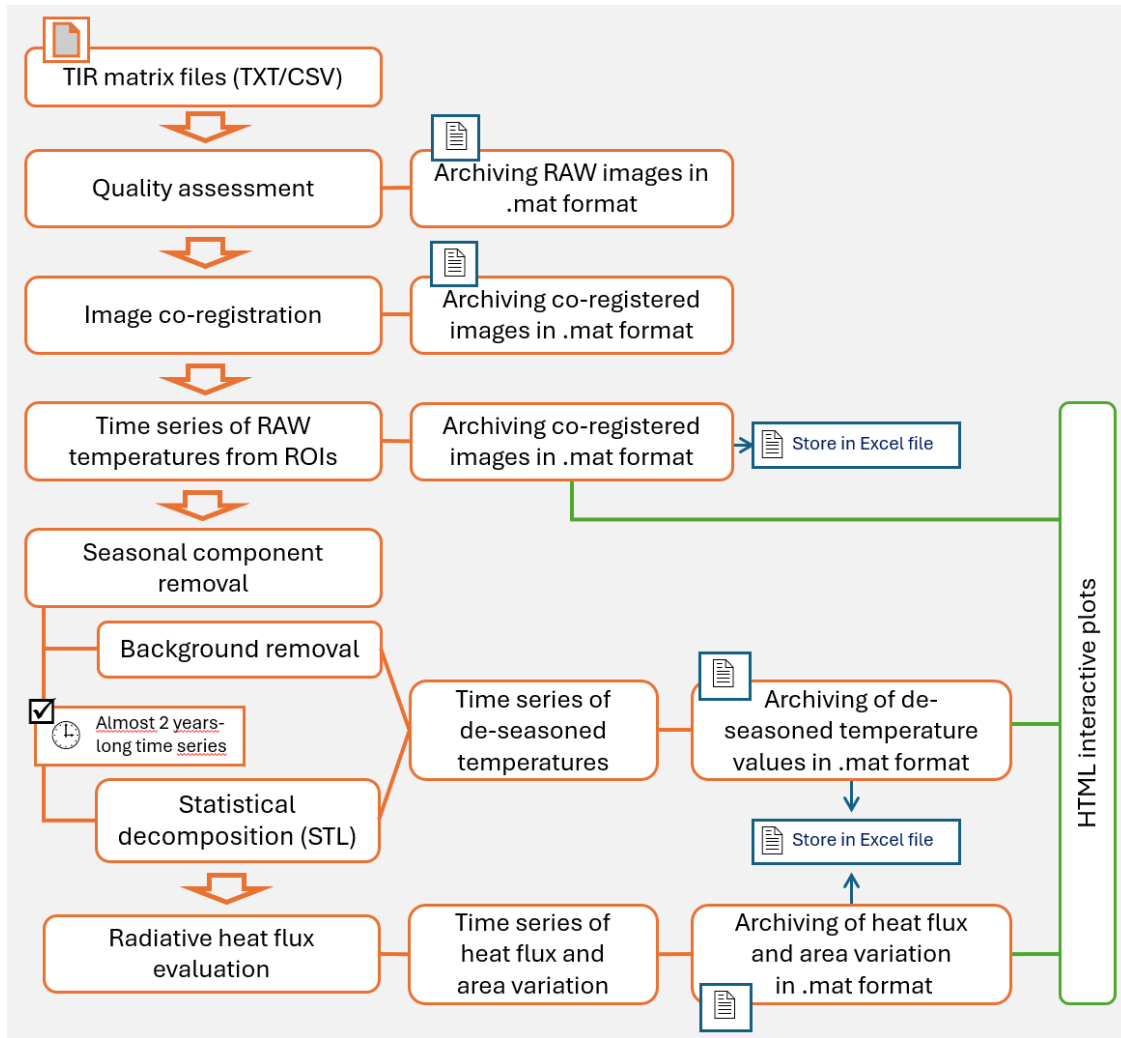 TIR matrix files (TXT/CSV)
Quality assessment
Archiving RAW images in
.mat format
Image co-registration
Archiving co-registered
images in .mat format
Time series of RAW
temperatures from ROIs
Archiving co-registered
images in .mat format
Store in Excel file
Seasonal component
removal
Background removal
Almost 2 years-
long time series
Statistical
decomposition (STL)
Time series of
de-seasoned
temperatures
Archiving of de-
seasoned temperature
values in .mat format
Store in Excel file
Radiative heat flux
evaluation
Time series of
heat flux and
area variation
Archiving of heat flux
and area variation
in .mat format
HTML interactive plots